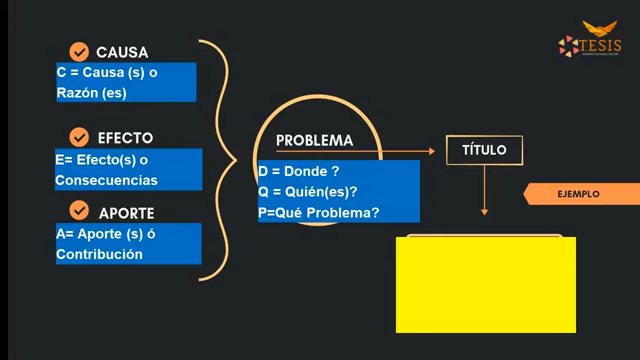 CAUSA
C = Causa (s) o
Razón (es)
EFECTO
E= Efecto(s) o
Consecuencias
APORTE
A= Aporte (s) ó
Contribución
PROBLEMA
D = Donde ?
Q = Quién(es)?
P=Qué Problema?
TÍTULO
EJEMPLO
TESIS